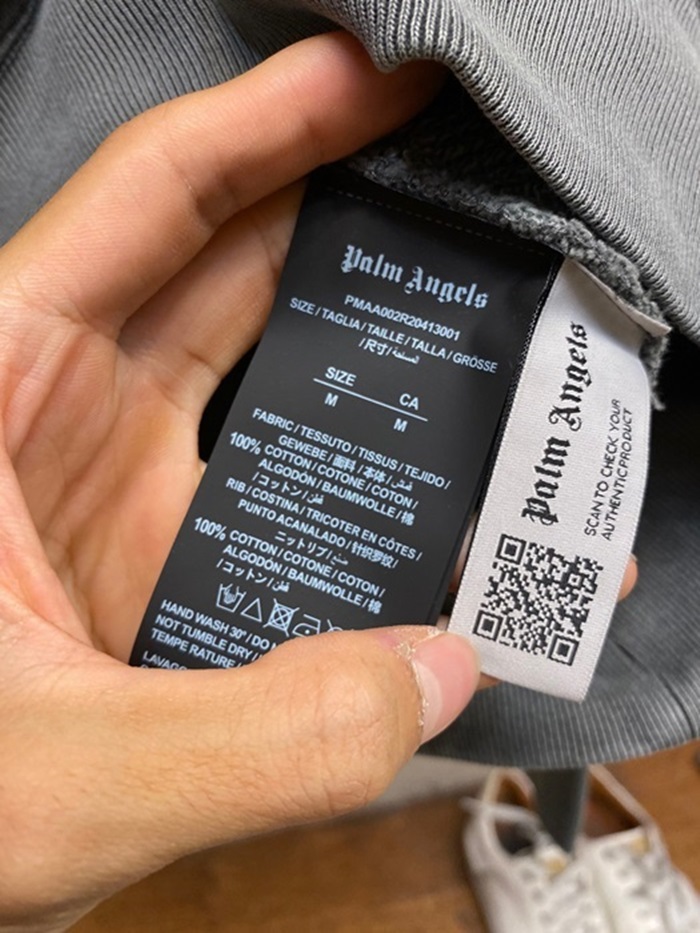 Palm Angels
PMAA002R20413001
SIZE / TAGLIA / TAILLE / TALLA / GRÖSSE
/尺寸/
SIZE CA
M M
FABRIC / TESSUTO / TISSUS / TEJIDO /
GEWEBE / 面料 / 本体 /
100% COTTON / COTONE / COTON /
ALGODÓN / BAUMWOLLE / 棉
/ コットン /
RIB / COSTINA / TRICOTER EN CÔTES /
PUNTO ACANALADO / 针织罗纹 /
ニットリブ /
100% COTTON / COTONE / COTON /
ALGODÓN / BAUMWOLLE / 棉
/ コットン /
HAND WASH 30° / DO
NOT TUMBLE DRY /
TEMPE RATURE /
Palm Angels
SCAN TO CHECK YOUR
AUTHENTIC PRODUCT